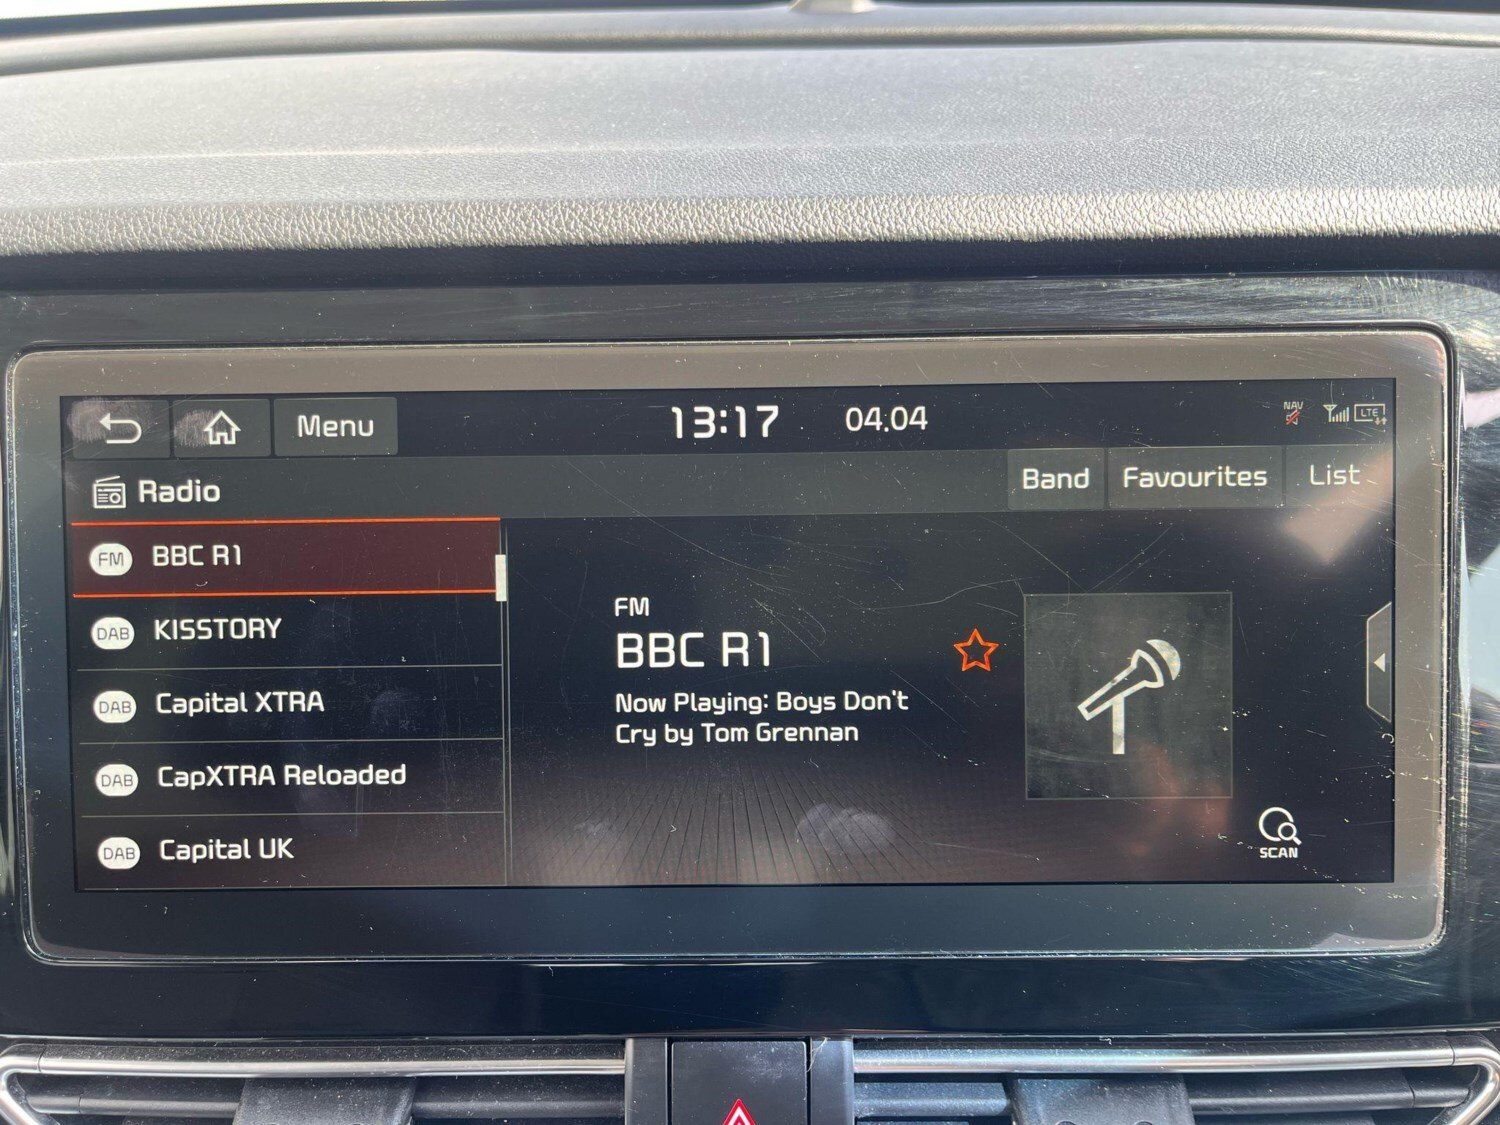 Menu
13:17
04.04
NAV
LTE
Radio
Band
Favourites
List
FM BBC R1
DAB KISSTORY
DAB Capital XTRA
DAB CapXTRA Reloaded
DAB Capital UK
FM
BBC R1
Now Playing: Boys Don't
Cry by Tom Grennan
SCAN